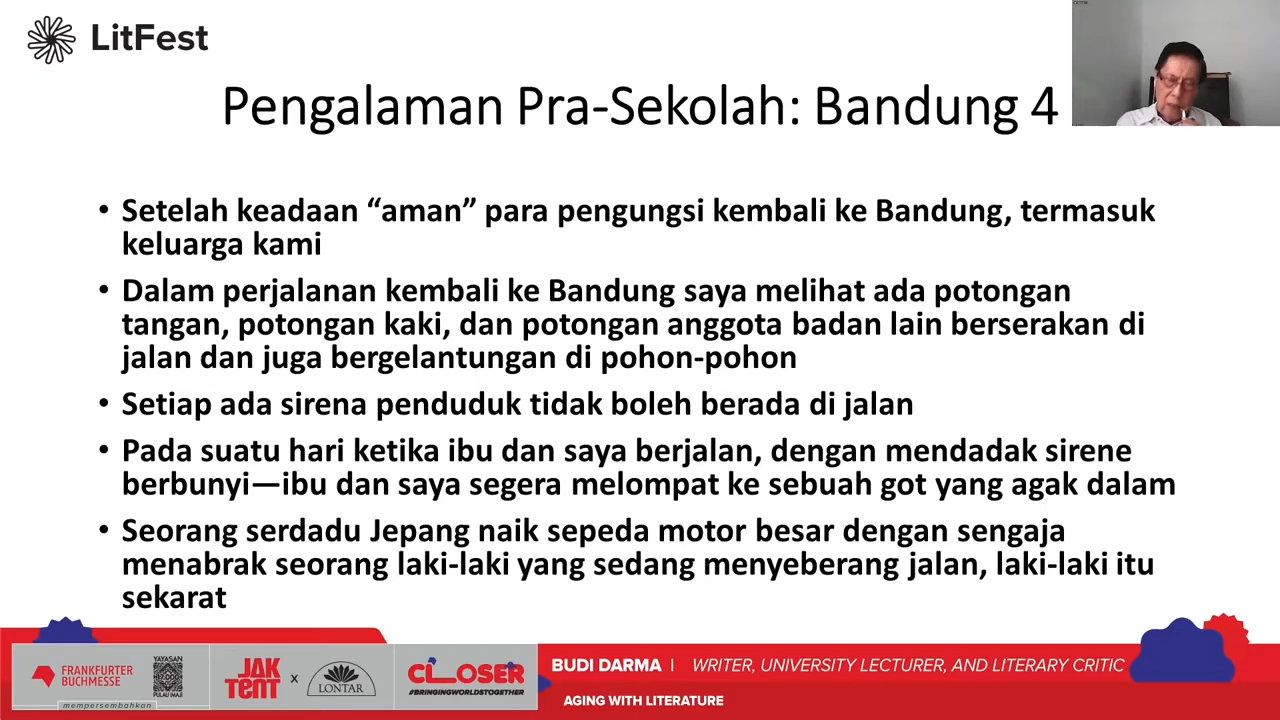 LitFest
Pengalaman Pra-Sekolah: Bandung 4
• Setelah keadaan “aman” para pengungsi kembali ke Bandung, termasuk
keluarga kami
• Dalam perjalanan kembali ke Bandung saya melihat ada potongan
tangan, potongan kaki, dan potongan anggota badan lain berserakan di
jalan dan juga bergelantungan di pohon-pohon
• Setiap ada sirena penduduk tidak boleh berada di jalan
• Pada suatu hari ketika ibu dan saya berjalan, dengan mendadak sirene
berbunyi—ibu dan saya segera melompat ke sebuah got yang agak dalam
• Seorang serdadu Jepang naik sepeda motor besar dengan sengaja
menabrak seorang laki-laki yang sedang menyeberang jalan, laki-laki itu
sekarat
FRANKFURTER
BUCHMESSE
YAYASAN
17.000
PULAU IMAJI
mempersembahkan
JAK
TENT
x
LONTAR
CLOSER
#BRINGINGWORLDSTOGETHER
BUDI DARMA | WRITER, UNIVERSITY LECTURER, AND LITERARY CRITIC
AGING WITH LITERATURE